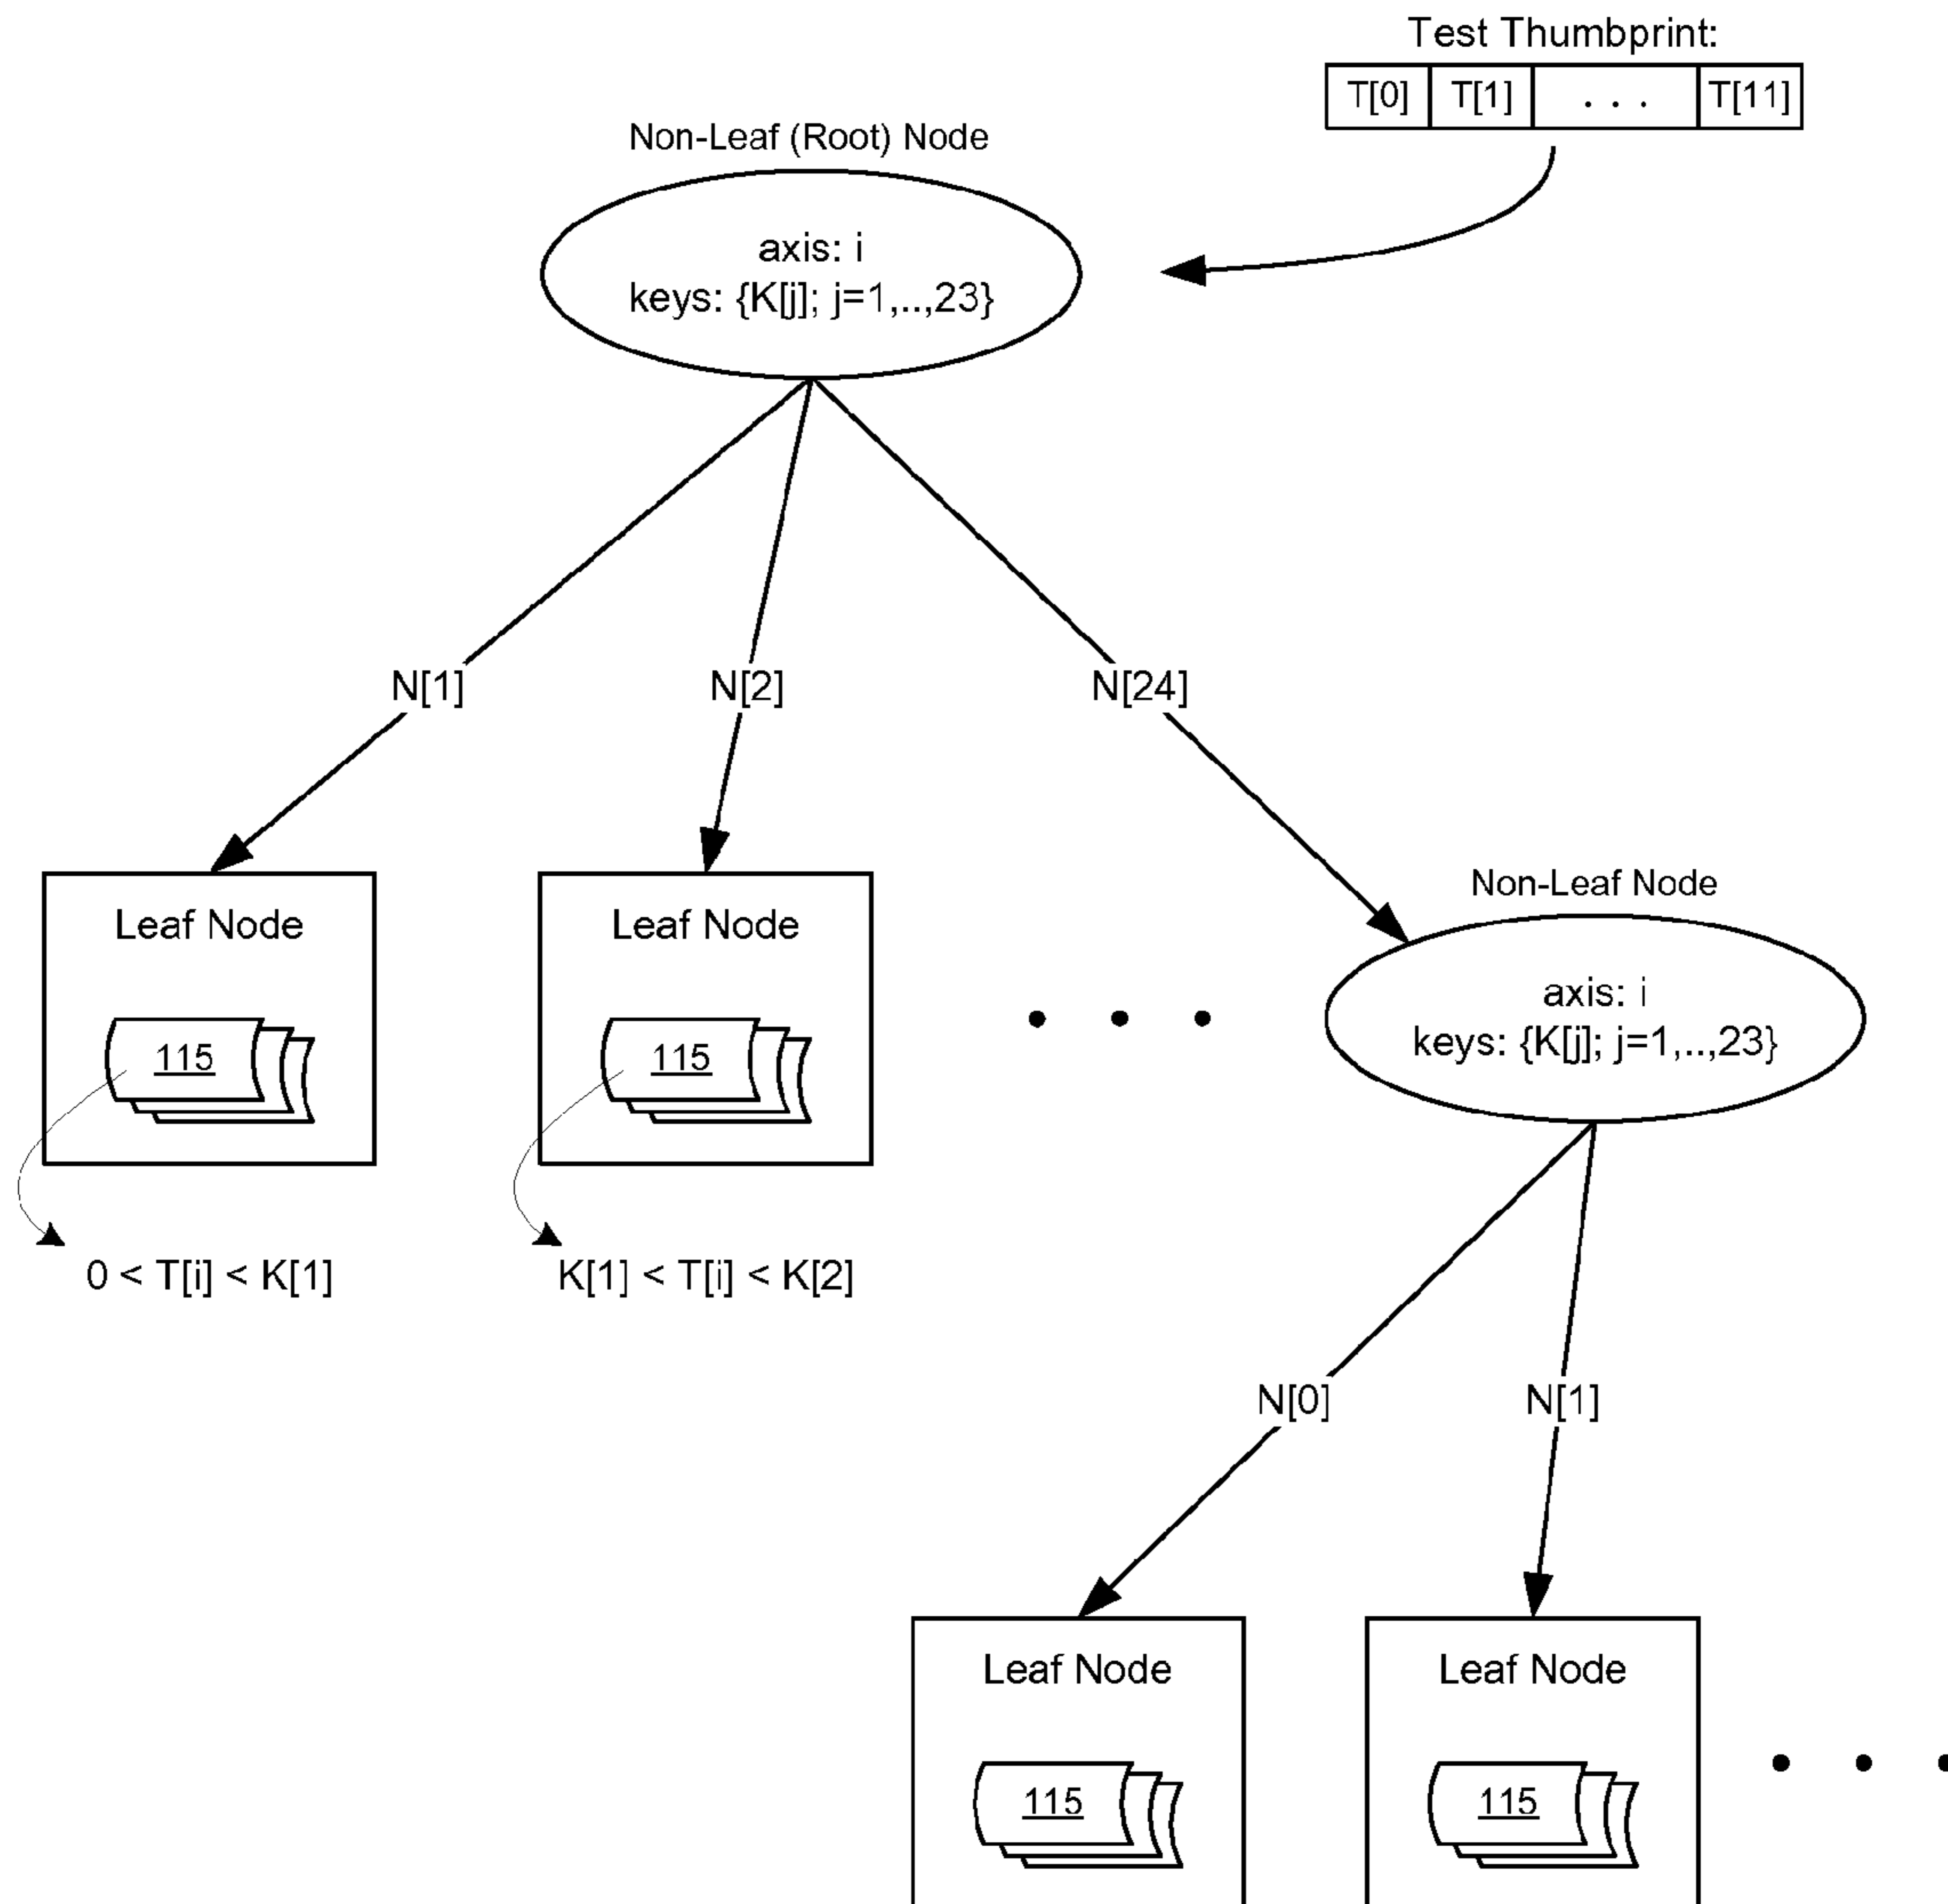 Test Thumbprint:
T[0] T[1] . . . T[11]
Non-Leaf (Root) Node
axis: i
keys: {K[j]; j=1,..,23}
N[1] N[2] N[24]
Leaf Node
115
0 < T[i] < K[1]
Leaf Node
115
K[1] < T[i] < K[2]
Non-Leaf Node
axis: i
keys: {K[j]; j=1,..,23}
N[0] N[1]
Leaf Node
115
Leaf Node
115